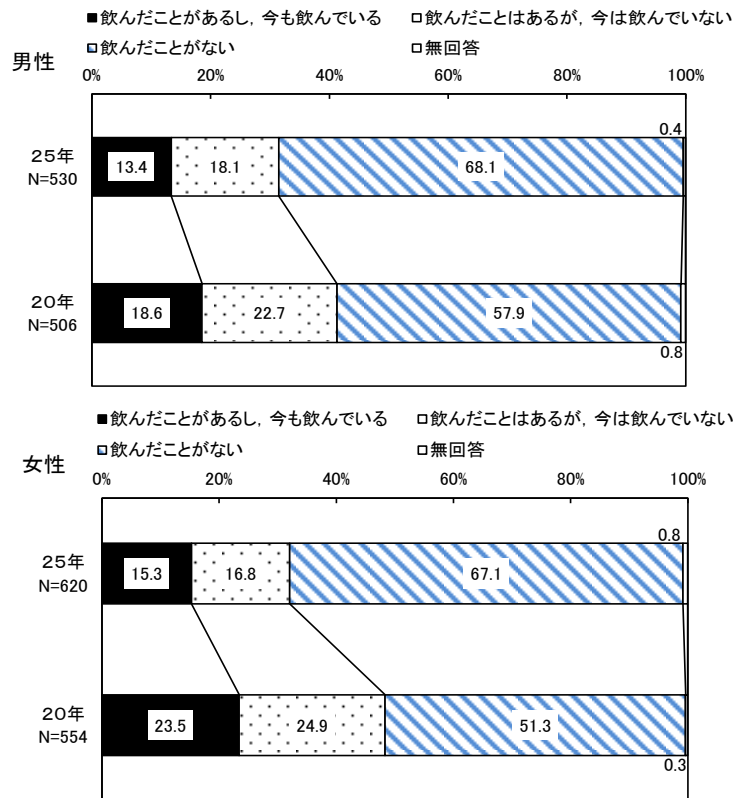 ■飲んだことがあるし，今も飲んでいる □飲んだことはあるが，今は飲んでいない
飲んだことがない □無回答
男性
0% 20% 40% 60% 80% 100%
0.4
25年
N=530
13.4 18.1 68.1
20年
N=506
18.6 22.7 57.9
0.8
■飲んだことがあるし，今も飲んでいる □飲んだことはあるが，今は飲んでいない
飲んだことがない □無回答
女性
0% 20% 40% 60% 80% 100%
0.8
25年
N=620
15.3 16.8 67.1
20年
N=554
23.5 24.9 51.3
0.3